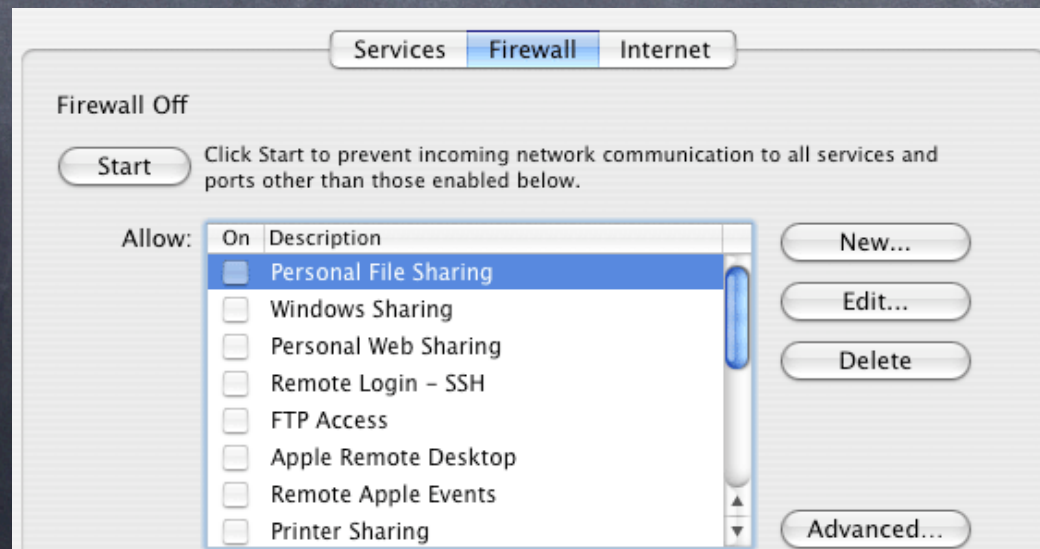 Services Firewall Internet
Firewall Off
Start
Click Start to prevent incoming network communication to all services and
ports other than those enabled below.
Allow:
On Description
Personal File Sharing
Windows Sharing
Personal Web Sharing
Remote Login – SSH
FTP Access
Apple Remote Desktop
Remote Apple Events
Printer Sharing
New...
Edit...
Delete
Advanced...